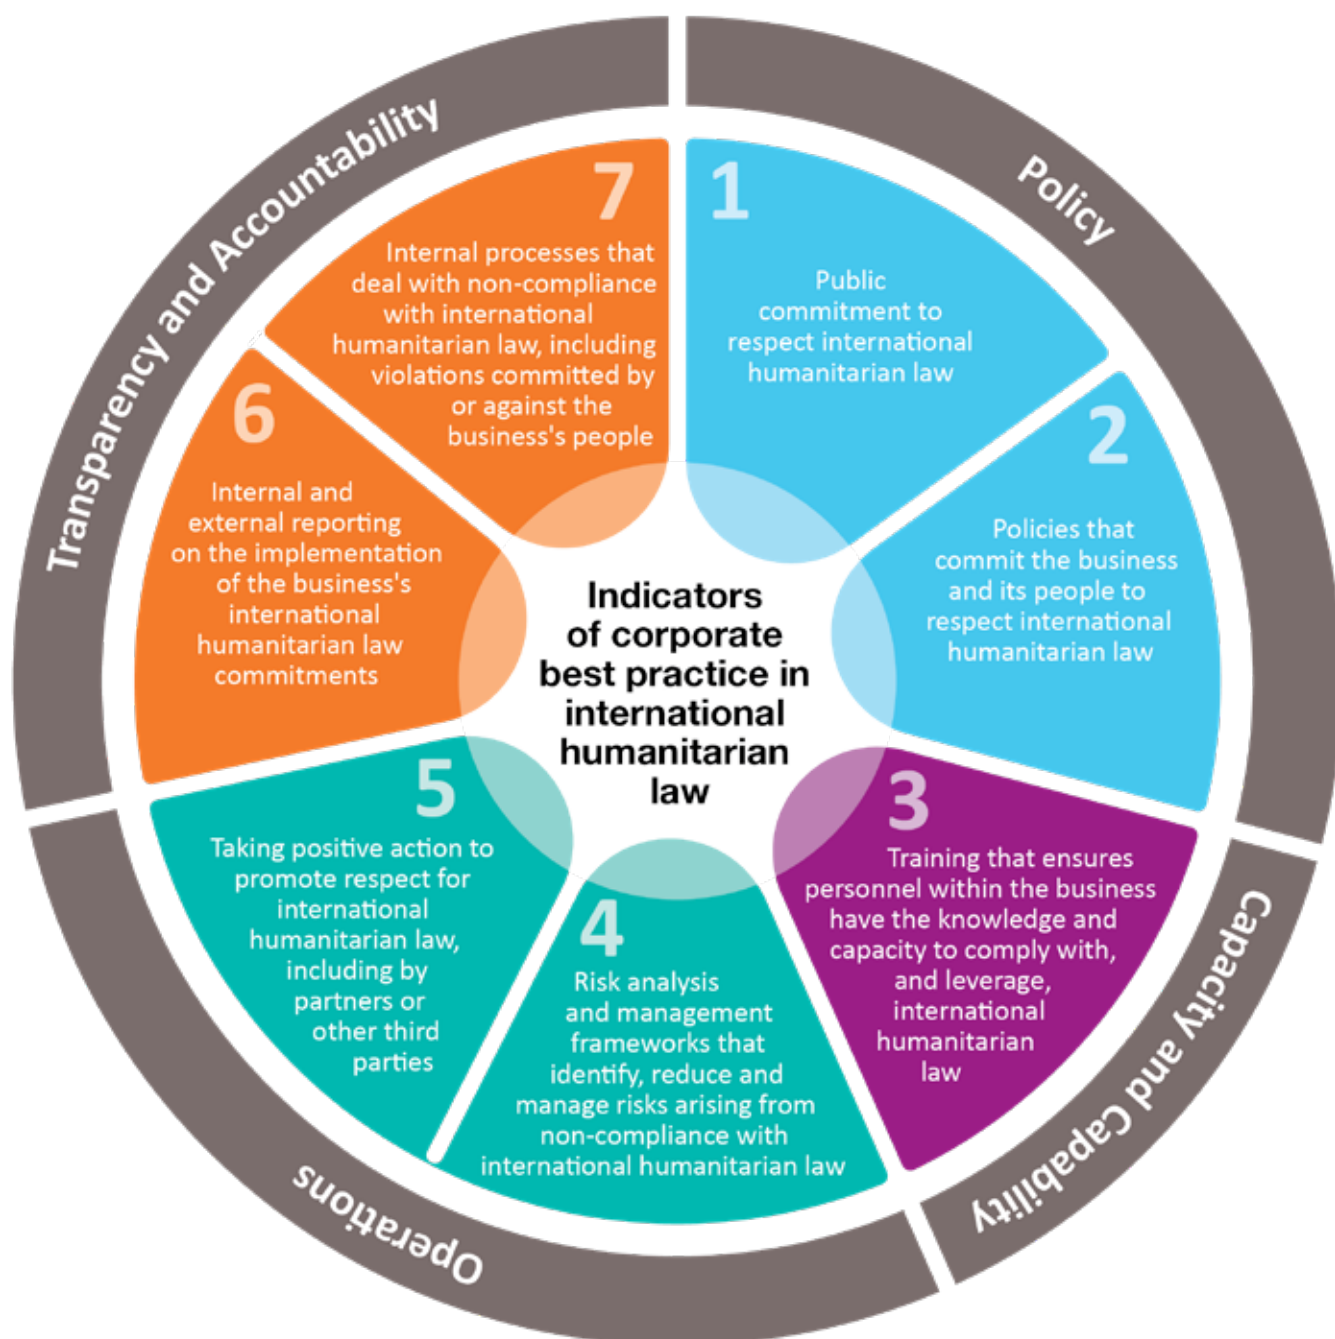 Indicators
of corporate
best practice in
international
humanitarian
law
Policy
1
Public
commitment to
respect international
humanitarian law
2
Policies that
commit the business
and its people to
respect international
humanitarian law
Capacity and Capability
3
Training that ensures
personnel within the business
have the knowledge and
capacity to comply with,
and leverage,
international
humanitarian
law
Operations
4
Risk analysis
and management
frameworks that
identify, reduce and
manage risks arising from
non-compliance with
international humanitarian law
5
Taking positive action to
promote respect for
international
humanitarian law,
including by
partners or
other third
parties
Transparency and Accountability
6
Internal and
external reporting
on the implementation
of the business's
international
humanitarian law
commitments
7
Internal processes that
deal with non-compliance
with international
humanitarian law, including
violations committed by
or against the
business's people